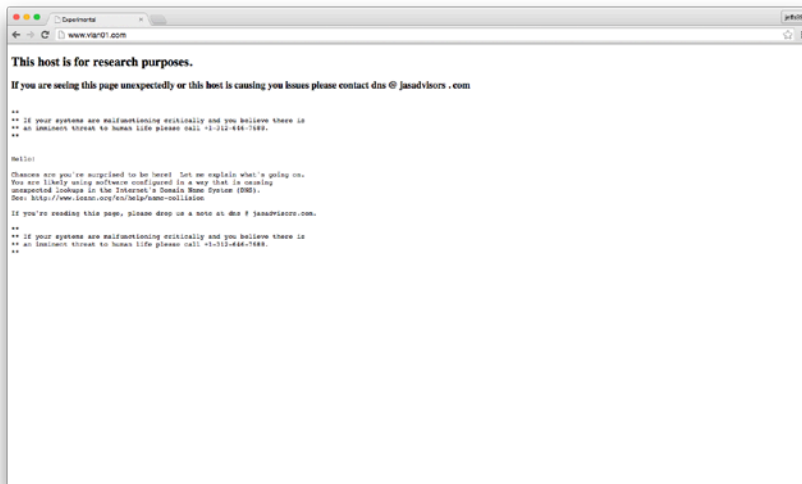 Experimental
www.vlan01.com
This host is for research purposes.
If you are seeing this page unexpectedly or this host is causing you issues please contact dns @ jasadvisors . com
**
** If your systems are malfunctioning critically and you believe there is
** an imminent threat to human life please call +1-312-646-7588.
**
Hello!
Chances are you're surprised to be here! Let me explain what's going on.
You are likely using software configured in a way that is causing
unexpected lookups in the Internet's Domain Name System (DNS).
See: http://www.icann.org/en/help/name-collision
If you're reading this page, please drop us a note at dns @ jasadvisors.com.
**
** If your systems are malfunctioning critically and you believe there is
** an imminent threat to human life please call +1-312-646-7588.
**